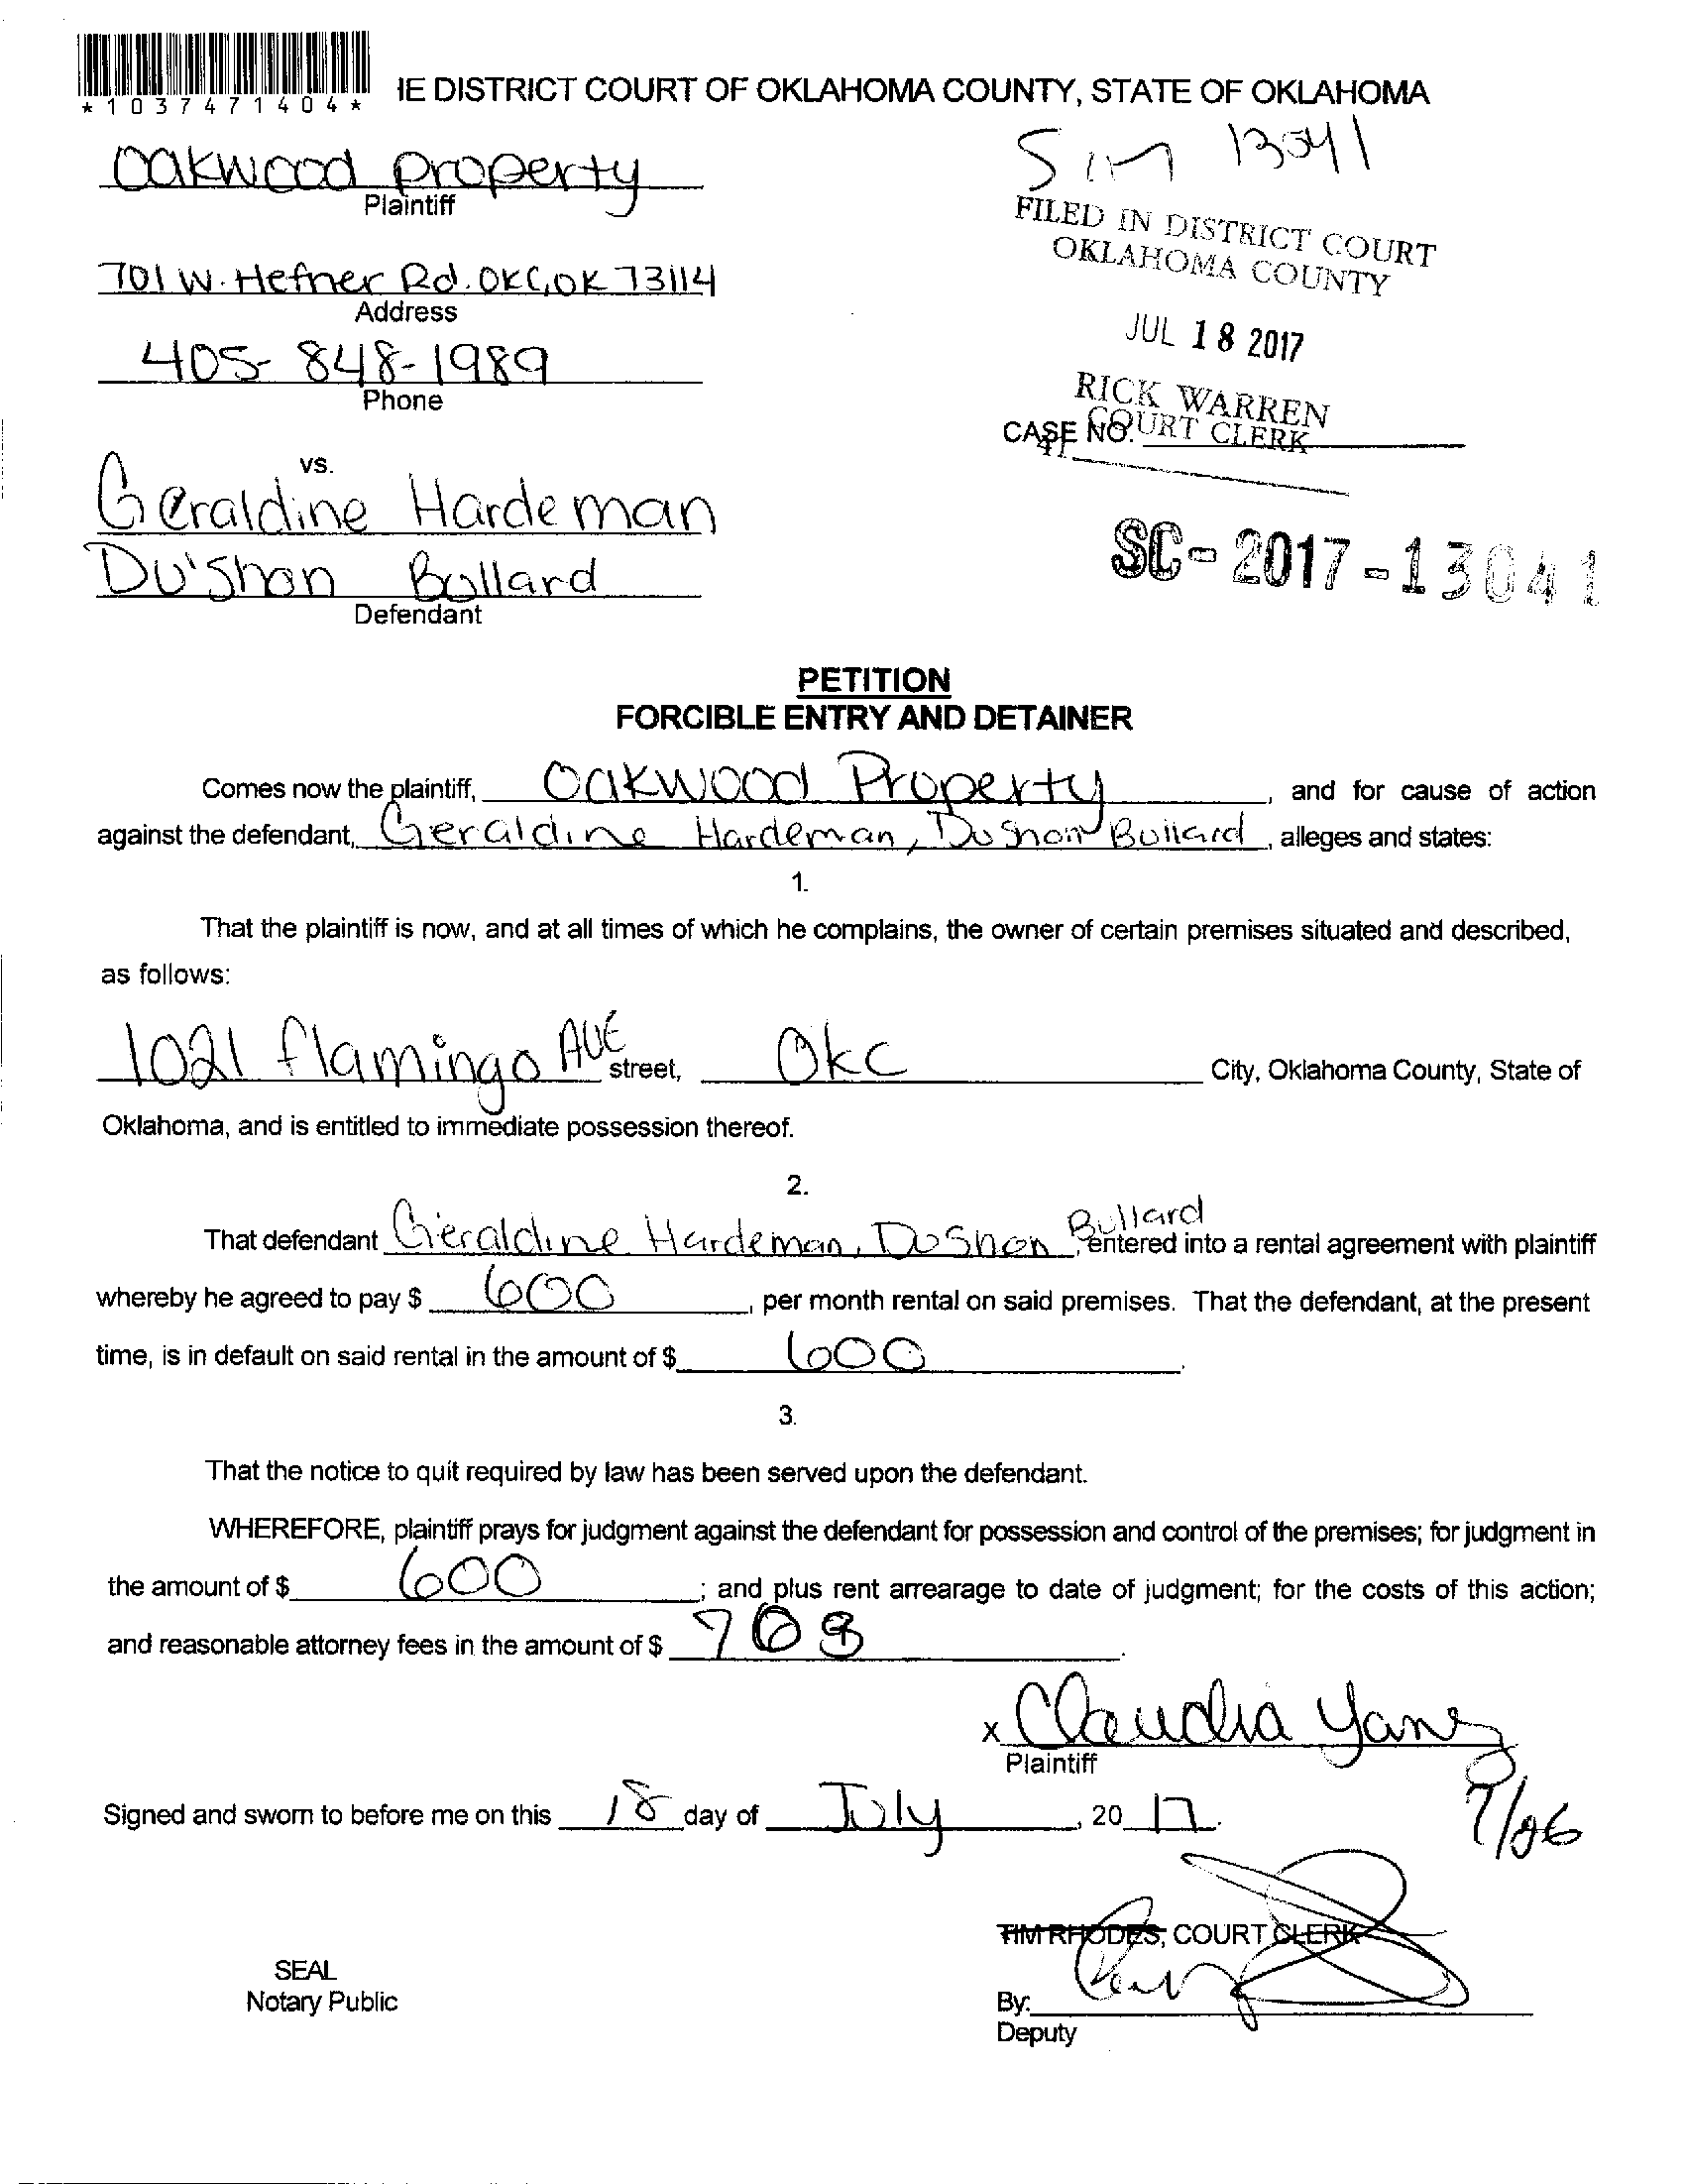 *1037471404*
IE DISTRICT COURT OF OKLAHOMA COUNTY, STATE OF OKLAHOMA
Oakwood property
Plaintiff
13041
FILED IN DISTRICT COURT
OKLAHOMA COUNTY
701 W. Hefner Rd. OKC, OK 73114
Address
JUL 18 2017
405-848-1989
Phone
RICK WARREN
COURT CLERK
CASE NO.
41
vs.
Geraldine Hardeman
Du'Shon Bullard
Defendant
SC-2017-13041
PETITION
FORCIBLE ENTRY AND DETAINER
Comes now the plaintiff, Oakwood Property, and for cause of action
against the defendant, Geraldine Hardeman, Du Shon Bullard, alleges and states:
1.
That the plaintiff is now, and at all times of which he complains, the owner of certain premises situated and described,
as follows:
1021 flamingo AVE street, OKC City, Oklahoma County, State of
Oklahoma, and is entitled to immediate possession thereof.
2.
That defendant Geraldine Hardeman, DuShon Bullard, entered into a rental agreement with plaintiff
whereby he agreed to pay $ 600, per month rental on said premises. That the defendant, at the present
time, is in default on said rental in the amount of $ 600.
3.
That the notice to quit required by law has been served upon the defendant.
WHEREFORE, plaintiff prays for judgment against the defendant for possession and control of the premises; for judgment in
the amount of $ 600; and plus rent arrearage to date of judgment; for the costs of this action;
and reasonable attorney fees in the amount of $ .
x Claudia Yanz
Plaintiff
Signed and sworn to before me on this 18 day of July, 2017.
7/26
TIM RHODES, COURT CLERK
SEAL
Notary Public
By:
Deputy